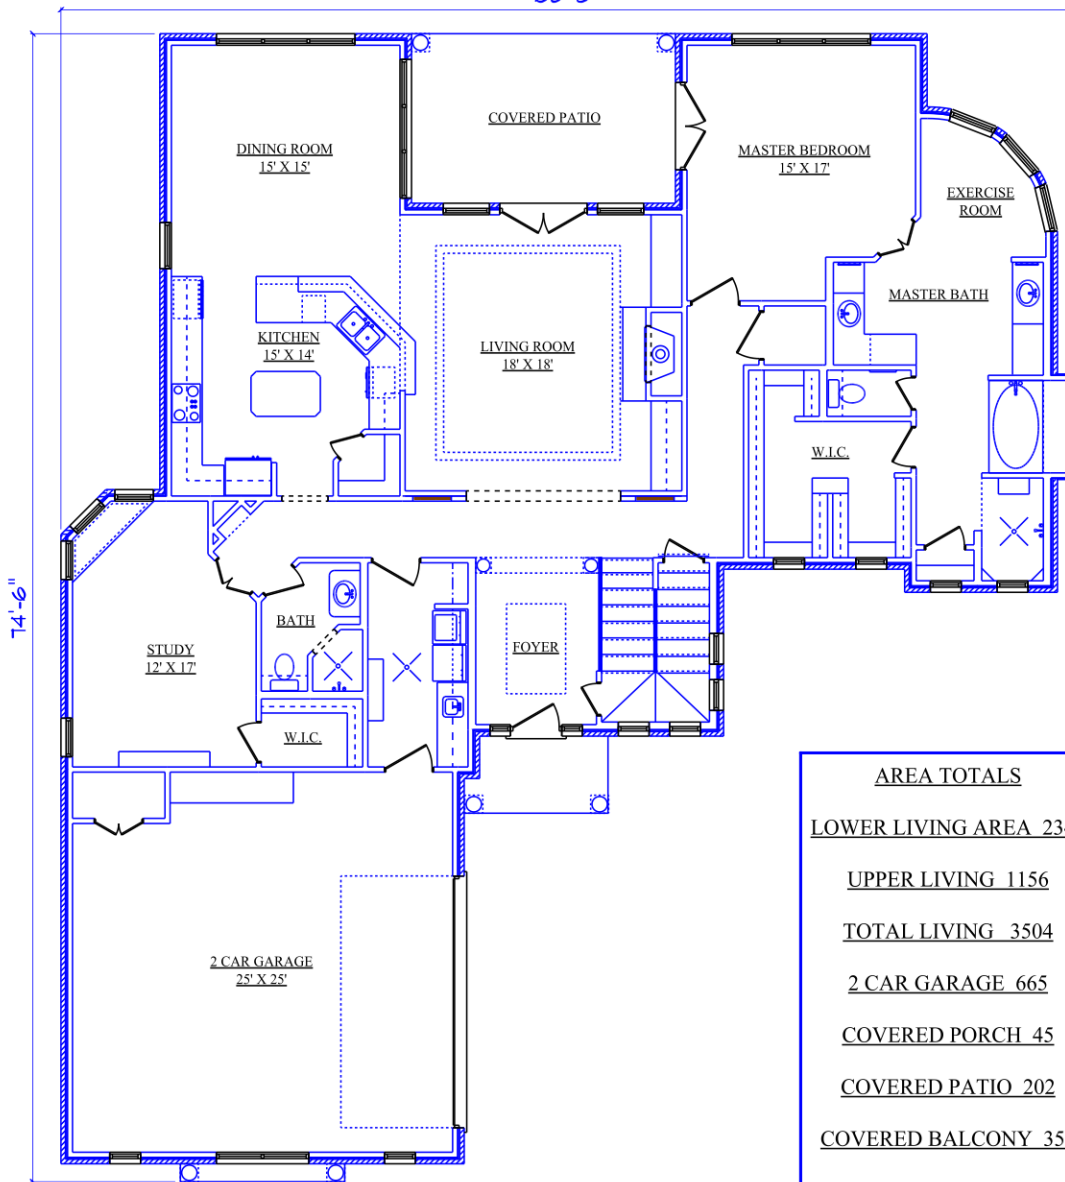 COVERED PATIO
DINING ROOM
15' X 15'
MASTER BEDROOM
15' X 17'
EXERCISE
ROOM
MASTER BATH
KITCHEN
15' X 14'
LIVING ROOM
18' X 18'
W.I.C.
74'-6"
BATH
STUDY
12' X 17'
FOYER
W.I.C.
2 CAR GARAGE
25' X 25'
AREA TOTALS
LOWER LIVING AREA 23
UPPER LIVING 1156
TOTAL LIVING 3504
2 CAR GARAGE 665
COVERED PORCH 45
COVERED PATIO 202
COVERED BALCONY 35